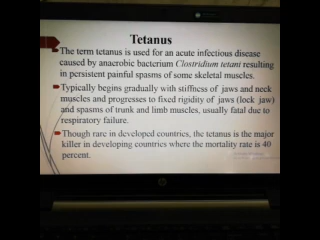 Tetanus
The term tetanus is used for an acute infectious disease
caused by anaerobic bacterium Clostridium tetani resulting
in persistent painful spasms of some skeletal muscles.
Typically begins gradually with stiffness of jaws and neck
muscles and progresses to fixed rigidity of jaws (lock jaw)
and spasms of trunk and limb muscles, usually fatal due to
respiratory failure.
Though rare in developed countries, the tetanus is the major
killer in developing countries where the mortality rate is 40
percent.